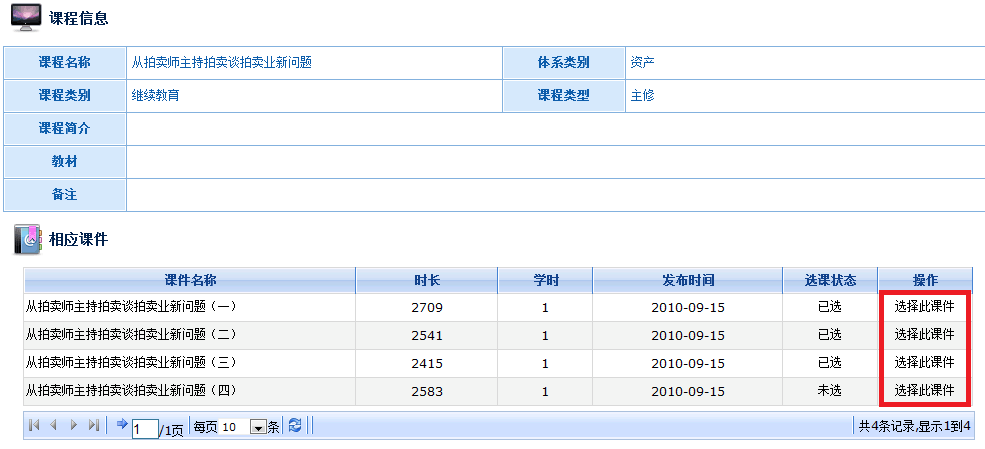 课程信息
课程名称 从拍卖师主持拍卖谈拍卖业新问题 体系类别 资产
课程类别 继续教育 课程类型 主修
课程简介
教材
备注
相应课件
课件名称 时长 学时 发布时间 选课状态 操作
从拍卖师主持拍卖谈拍卖业新问题（一） 2709 1 2010-09-15 已选 选择此课件
从拍卖师主持拍卖谈拍卖业新问题（二） 2541 1 2010-09-15 已选 选择此课件
从拍卖师主持拍卖谈拍卖业新问题（三） 2415 1 2010-09-15 已选 选择此课件
从拍卖师主持拍卖谈拍卖业新问题（四） 2583 1 2010-09-15 未选 选择此课件
1 /1页 每页 10 条 共4条记录,显示1到4